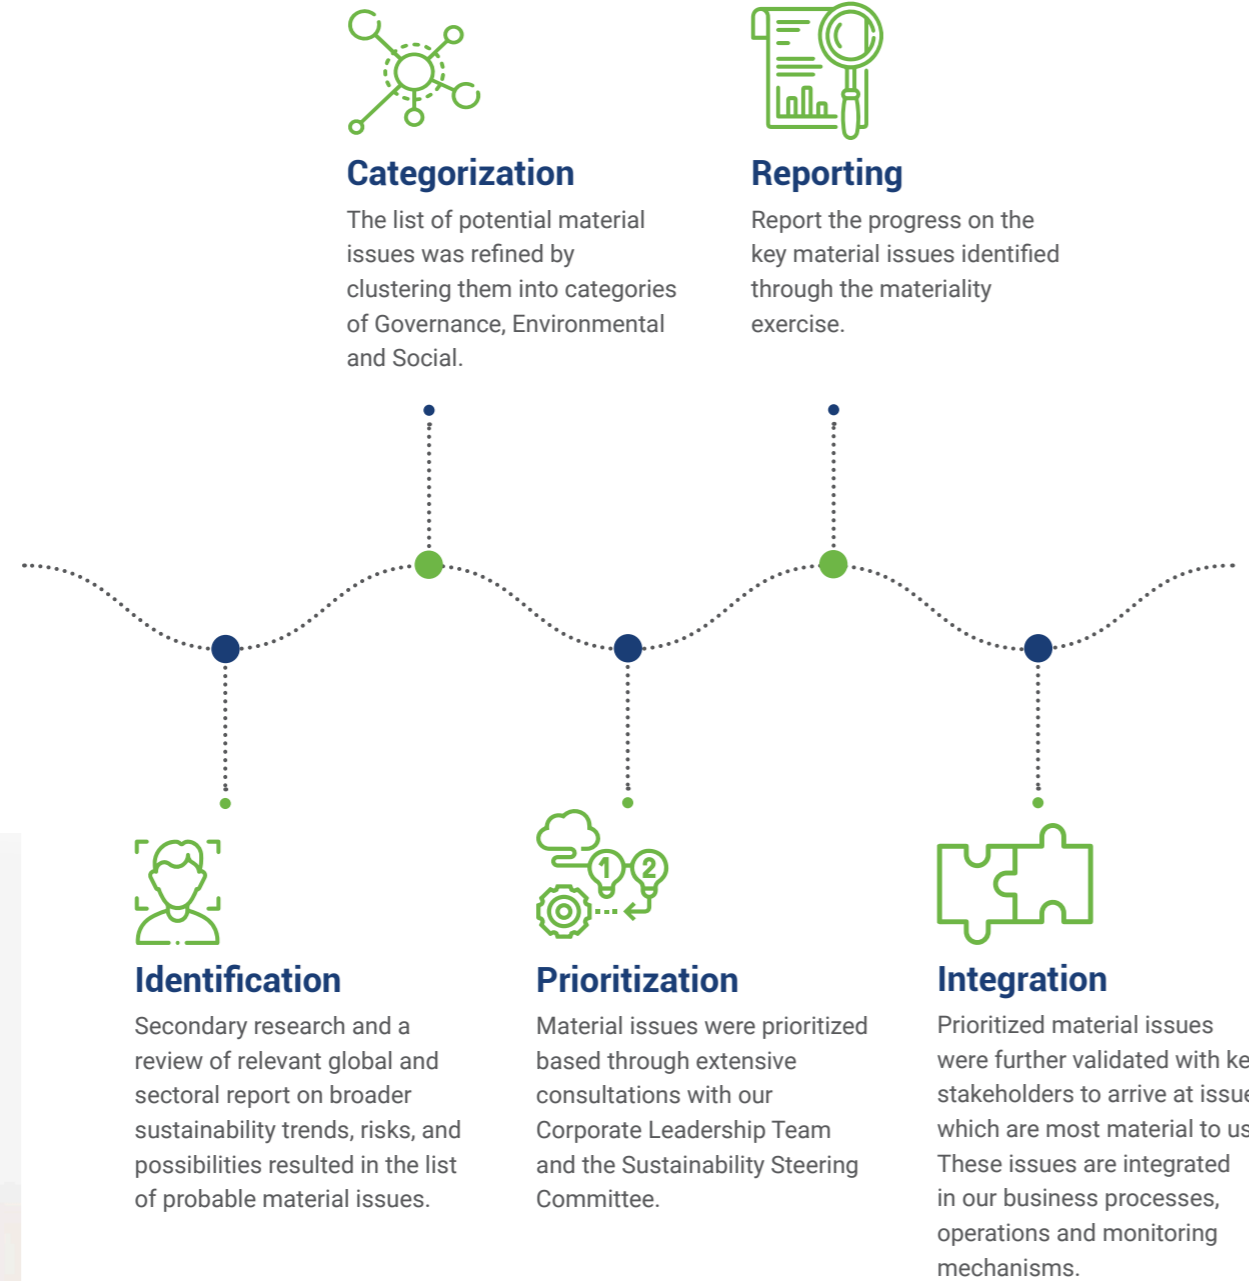 Categorization
The list of potential material
issues was refined by
clustering them into categories
of Governance, Environmental
and Social.
Reporting
Report the progress on the
key material issues identified
through the materiality
exercise.
1 2
Identification
Secondary research and a
review of relevant global and
sectoral report on broader
sustainability trends, risks, and
possibilities resulted in the list
of probable material issues.
Prioritization
Material issues were prioritized
based through extensive
consultations with our
Corporate Leadership Team
and the Sustainability Steering
Committee.
Integration
Prioritized material issues
were further validated with
stakeholders to arrive at
which are most material to us
These issues are integrated
in our business processes,
operations and monitoring
mechanisms.